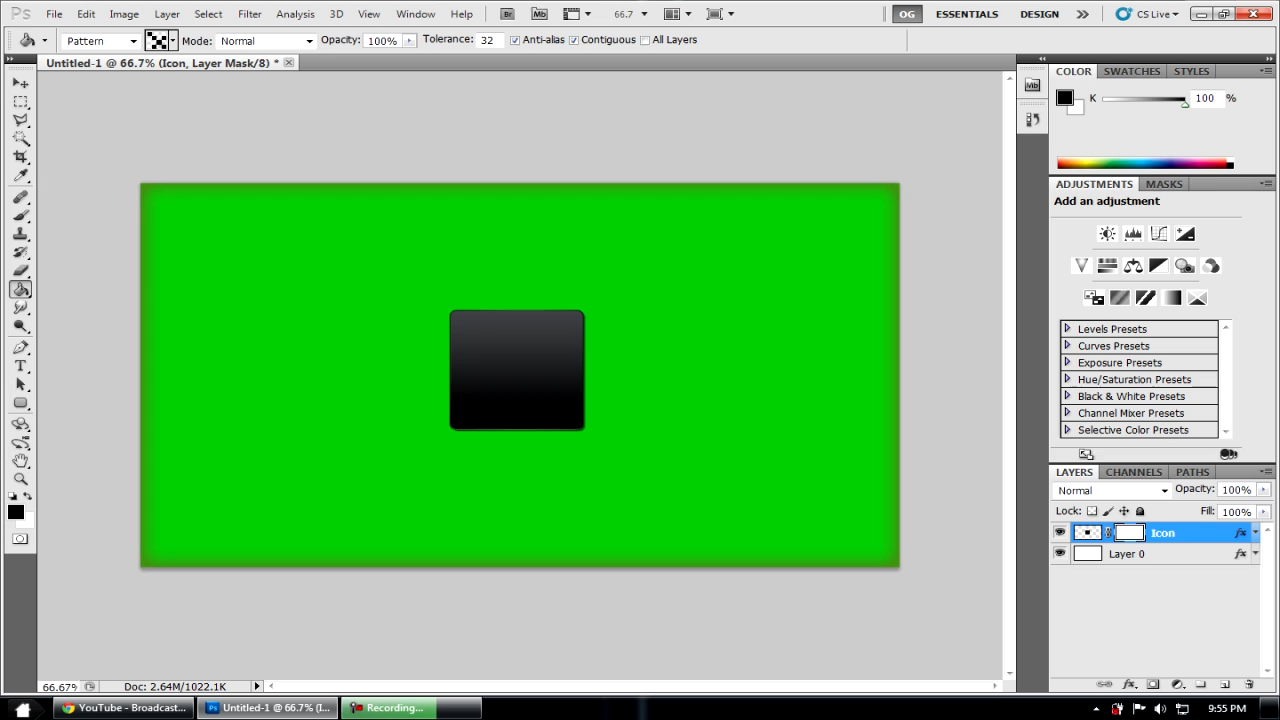 PS File Edit Image Layer Select Filter Analysis 3D View Window Help Br Mb 66.7 OG ESSENTIALS DESIGN CS Live
Pattern Mode: Normal Opacity: 100% Tolerance: 32 Anti-alias Contiguous All Layers
Untitled-1 @ 66.7% (Icon, Layer Mask/8) *
Mb
COLOR SWATCHES STYLES
K 100 %
ADJUSTMENTS MASKS
Add an adjustment
Levels Presets
Curves Presets
Exposure Presets
Hue/Saturation Presets
Black & White Presets
Channel Mixer Presets
Selective Color Presets
LAYERS CHANNELS PATHS
Normal Opacity: 100%
Lock: Fill: 100%
Icon fx
Layer 0 fx
66.67% Doc: 2.64M/1022.1K
YouTube - Broadcast... Ps Untitled-1 @ 66.7% (I... Recording... 9:55 PM